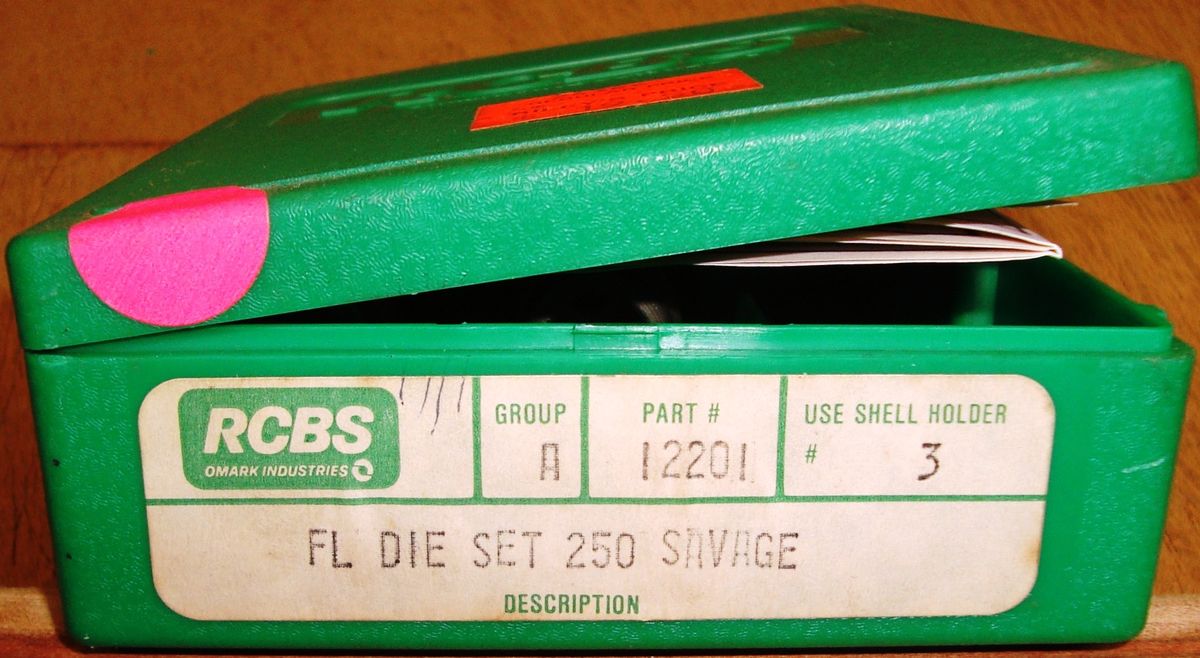 RCBS
OMARK INDUSTRIES
GROUP
A
PART #
12201
USE SHELL HOLDER
# 3
FL DIE SET 250 SAVAGE
DESCRIPTION